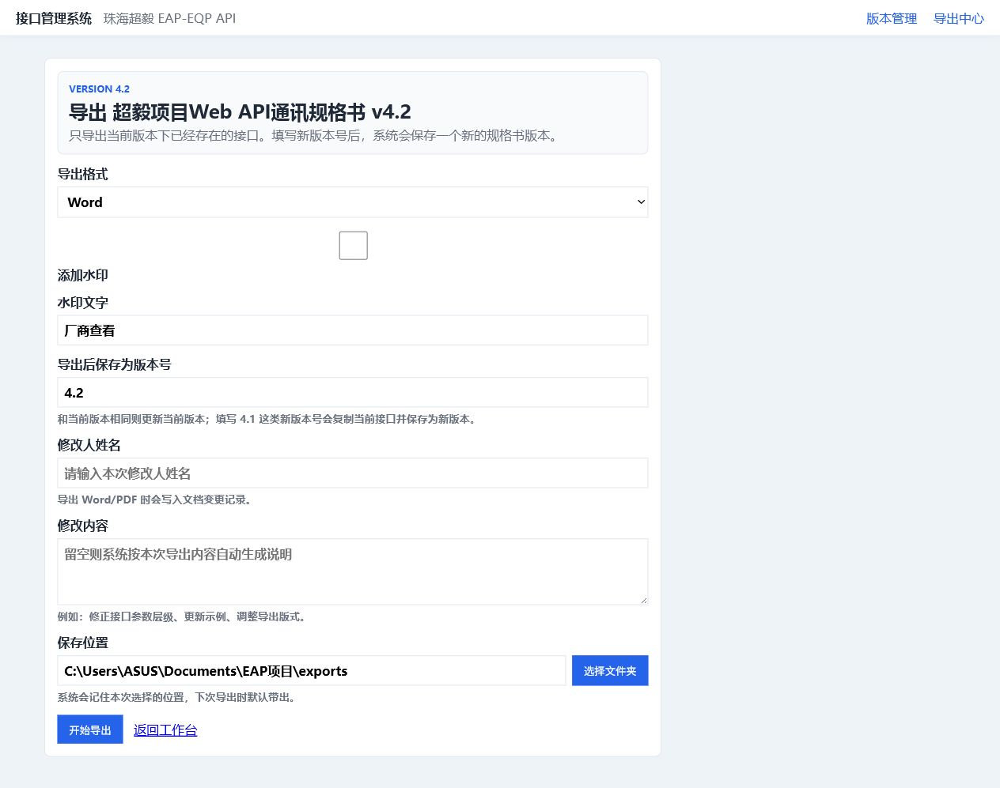 接口管理系统 珠海超毅 EAP-EQP API 版本管理 导出中心
VERSION 4.2
导出 超毅项目Web API通讯规格书 v4.2
只导出当前版本下已经存在的接口。填写新版本号后，系统会保存一个新的规格书版本。
导出格式
Word
添加水印
水印文字
厂商查看
导出后保存为版本号
4.2
和当前版本相同则更新当前版本；填写 4.1 这类新版本号会复制当前接口并保存为新版本。
修改人姓名
请输入本次修改人姓名
导出 Word/PDF 时会写入文档变更记录。
修改内容
留空则系统按本次导出内容自动生成说明
例如：修正接口参数层级、更新示例、调整导出版式。
保存位置
C:\Users\ASUS\Documents\EAP项目\exports 选择文件夹
系统会记住本次选择的位置，下次导出时默认带出。
开始导出 返回工作台